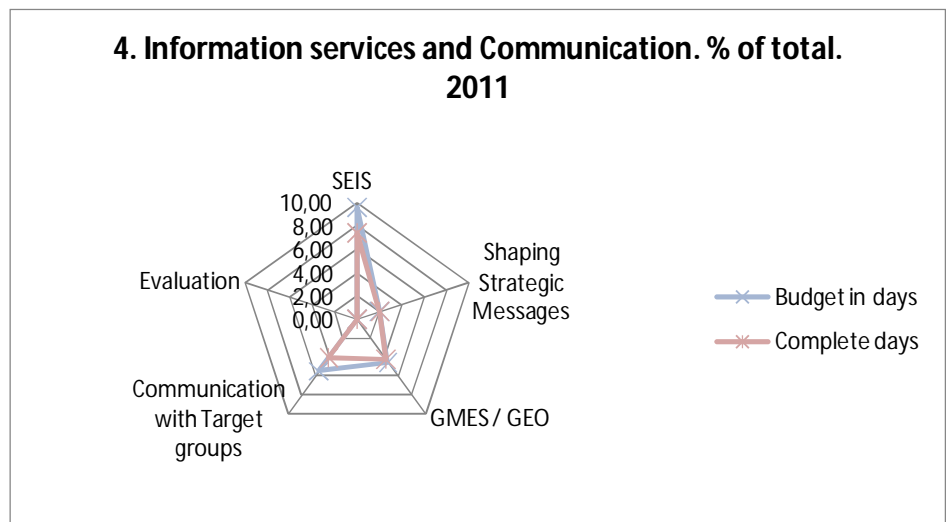 4. Information services and Communication. % of total.
2011
SEIS
10,00
8,00
6,00
4,00
2,00
0,00
Shaping
Strategic
Messages
Evaluation
Communication
with Target
groups
GMES / GEO
Budget in days
Complete days